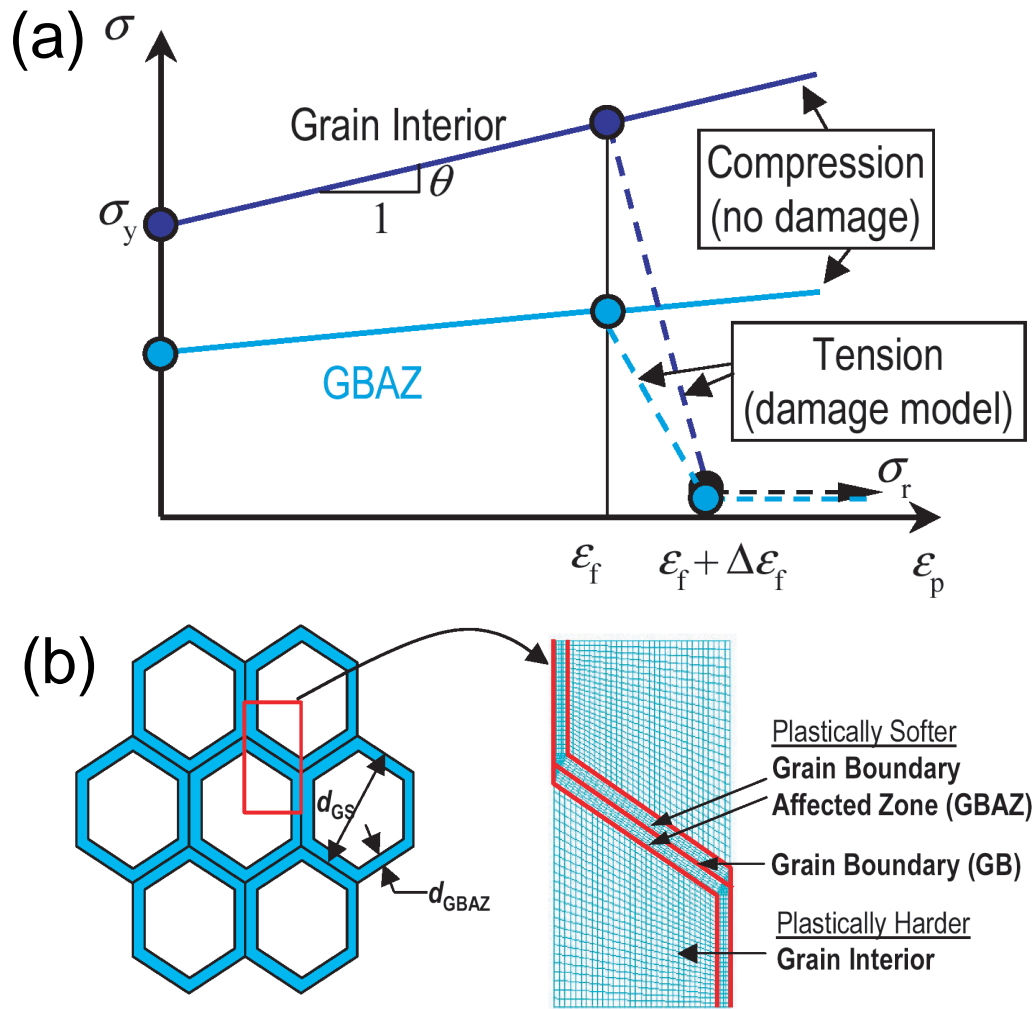 (a)
σ
Grain Interior
θ
1
σy
Compression
(no damage)
GBAZ
Tension
(damage model)
σr
εf
εf + Δεf
εp
(b)
dGS
dGBAZ
Plastically Softer
Grain Boundary
Affected Zone (GBAZ)
Grain Boundary (GB)
Plastically Harder
Grain Interior